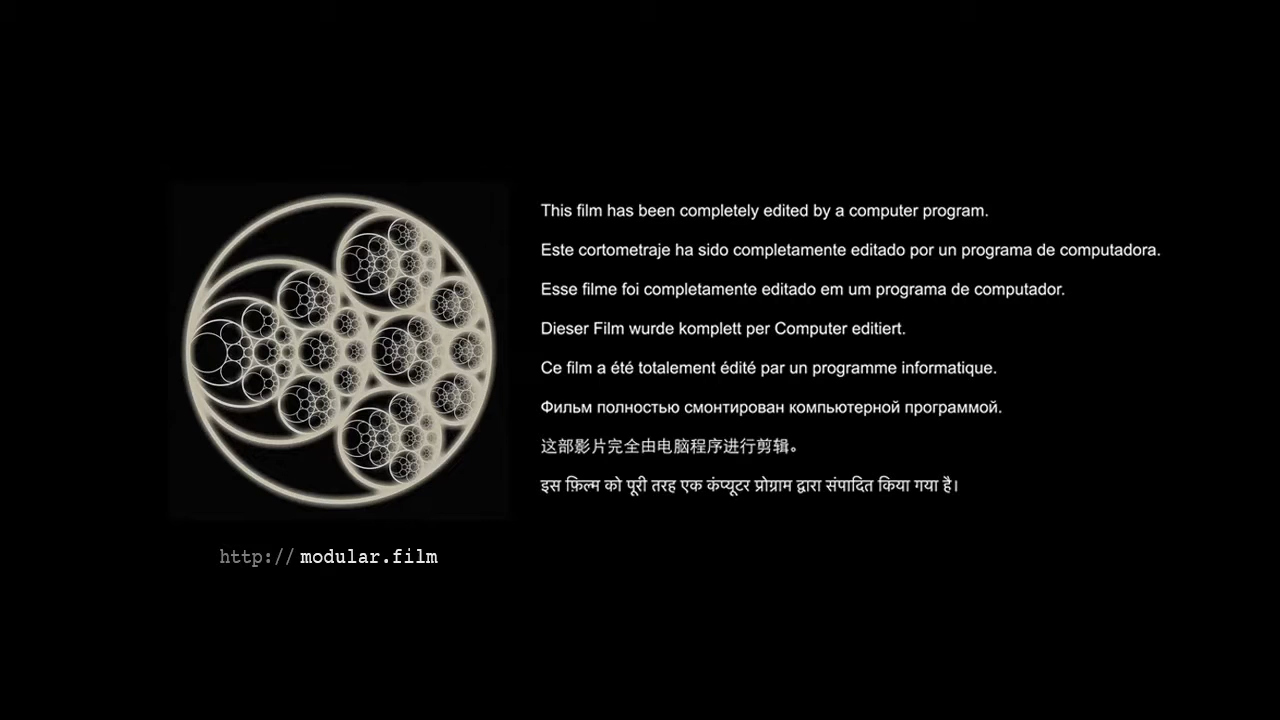 This film has been completely edited by a computer program.
Este cortometraje ha sido completamente editado por un programa de computadora.
Esse filme foi completamente editado em um programa de computador.
Dieser Film wurde komplett per Computer editiert.
Ce film a été totalement édité par un programme informatique.
Фильм полностью смонтирован компьютерной программой.
这部影片完全由电脑程序进行剪辑。
इस फ़िल्म को पूरी तरह एक कंप्यूटर प्रोग्राम द्वारा संपादित किया गया है।
http:// modular.film